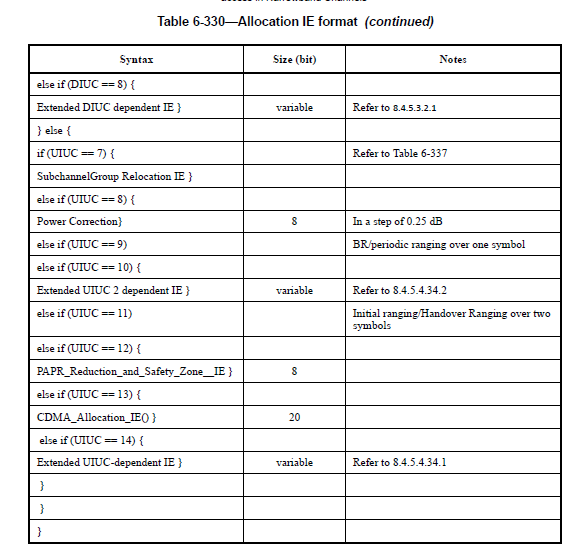 access in Narrowband Channels
Table 6-330—Allocation IE format (continued)
Syntax Size (bit) Notes
else if (DIUC == 8) {
Extended DIUC dependent IE } variable Refer to 8.4.5.3.2.1
} else {
if (UIUC == 7) { Refer to Table 6-337
SubchannelGroup Relocation IE }
else if (UIUC == 8) {
Power Correction} 8 In a step of 0.25 dB
else if (UIUC == 9) BR/periodic ranging over one symbol
else if (UIUC == 10) {
Extended UIUC 2 dependent IE } variable Refer to 8.4.5.4.34.2
else if (UIUC == 11) Initial ranging/Handover Ranging over two
symbols
else if (UIUC == 12) {
PAPR_Reduction_and_Safety_Zone__IE } 8
else if (UIUC == 13) {
CDMA_Allocation_IE() } 20
else if (UIUC == 14) {
Extended UIUC-dependent IE } variable Refer to 8.4.5.4.34.1
}
}
}